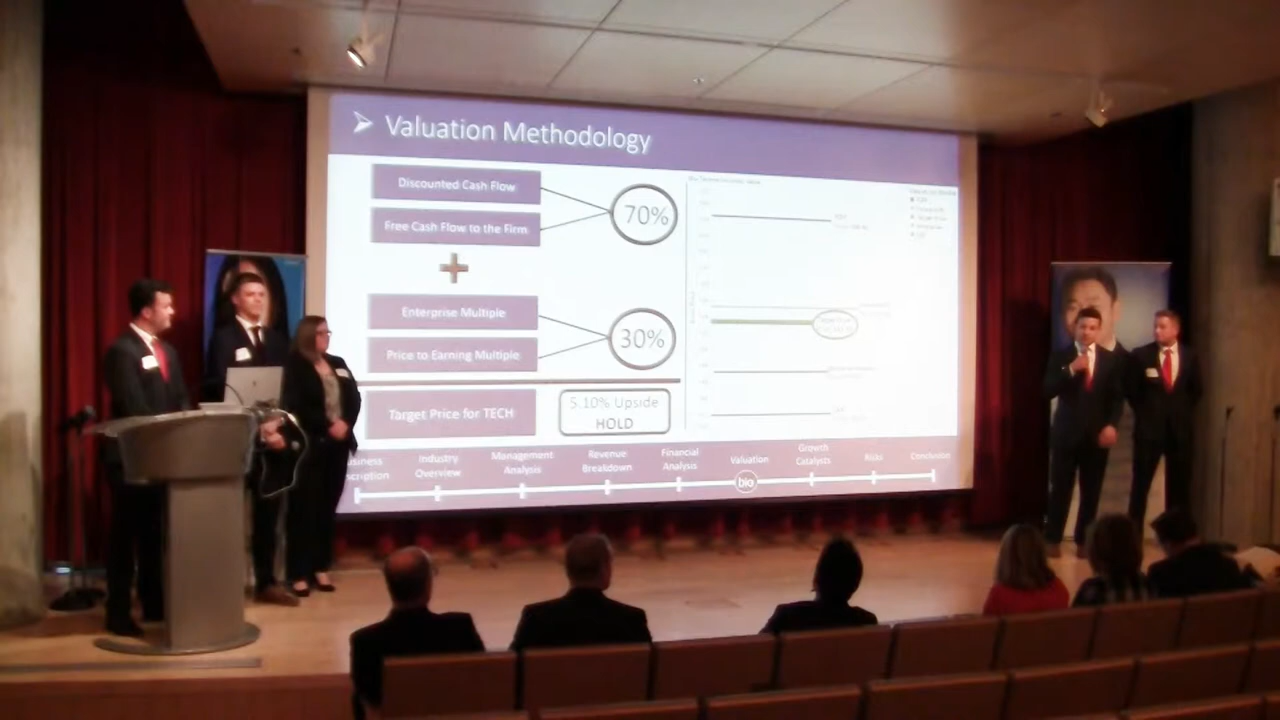 Valuation Methodology
Discounted Cash Flow
70%
Free Cash Flow to the Firm
Enterprise Multiple
30%
Price to Earning Multiple
Target Price for TECH
5.10% Upside
HOLD
usiness
scription
Industry
Overview
Management
Analysis
Revenue
Breakdown
Financial
Analysis
Valuation
bio
Growth
Catalysts
Risks
Conclusion